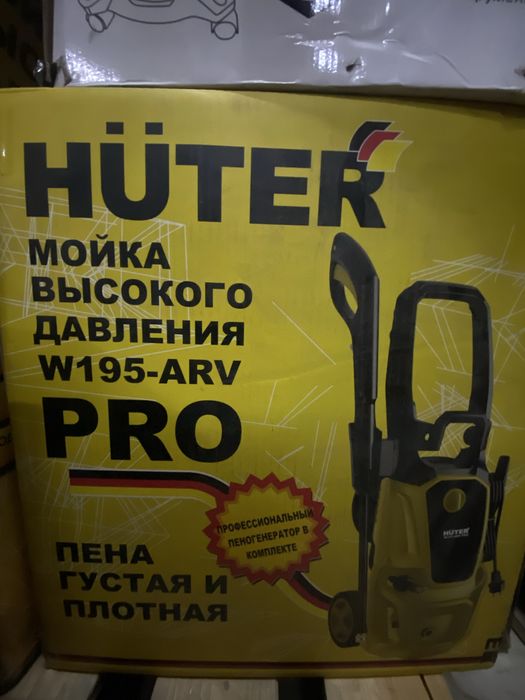 HÜTER
МОЙКА
ВЫСОКОГО
ДАВЛЕНИЯ
W195-ARV
PRO
ПРОФЕССИОНАЛЬНЫЙ
ПЕНОГЕНЕРАТОР В
КОМПЛЕКТЕ
ПЕНА
ГУСТАЯ И
ПЛОТНАЯ
HÜTER